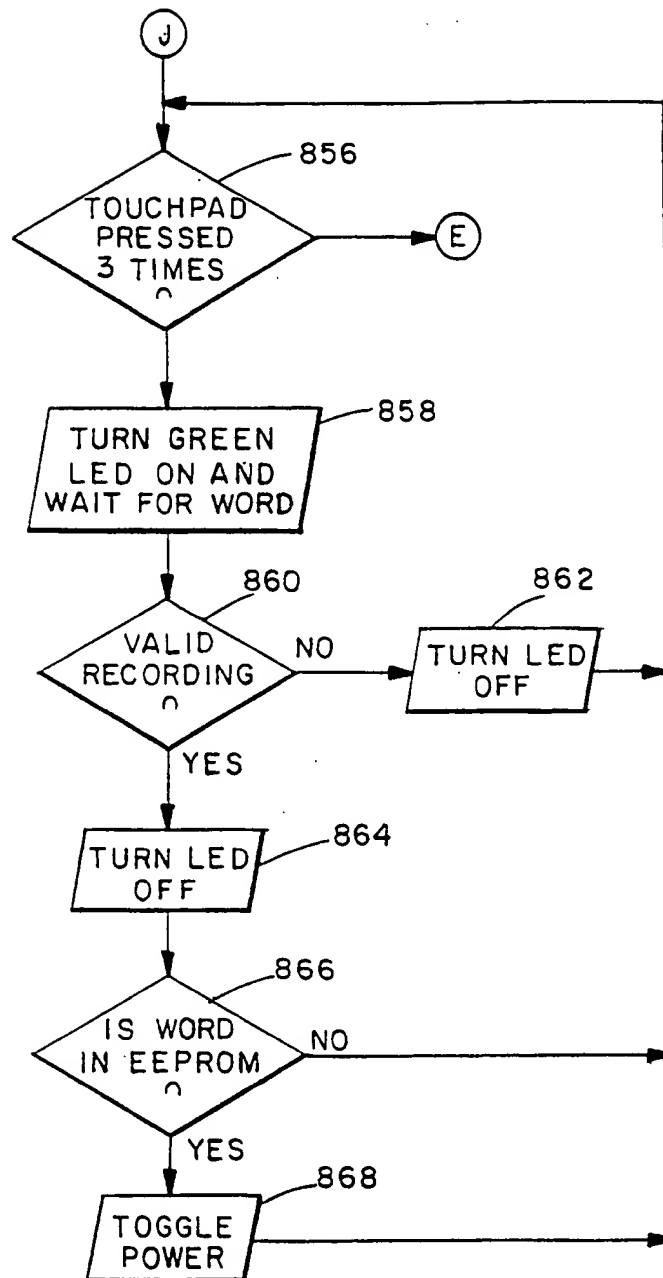 J
856
TOUCHPAD
PRESSED
3 TIMES
E
858
TURN GREEN
LED ON AND
WAIT FOR WORD
860
VALID
RECORDING
NO
862
TURN LED
OFF
YES
864
TURN LED
OFF
866
IS WORD
IN EEPROM
NO
YES
868
TOGGLE
POWER